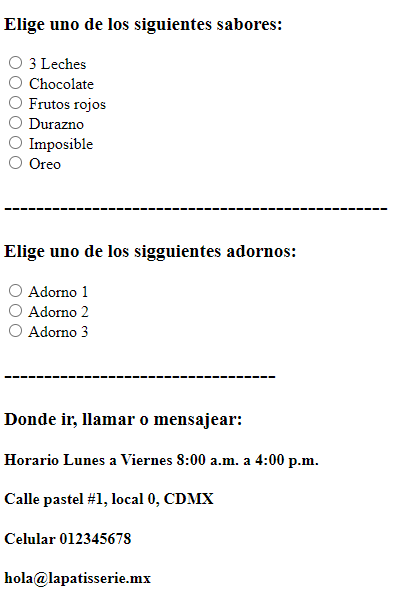 Elige uno de los siguientes sabores:
3 Leches
Chocolate
Frutos rojos
Durazno
Imposible
Oreo
------------------------------------------------
Elige uno de los sigguientes adornos:
Adorno 1
Adorno 2
Adorno 3
----------------------------------
Donde ir, llamar o mensajear:
Horario Lunes a Viernes 8:00 a.m. a 4:00 p.m.
Calle pastel #1, local 0, CDMX
Celular 012345678
hola@lapatisserie.mx